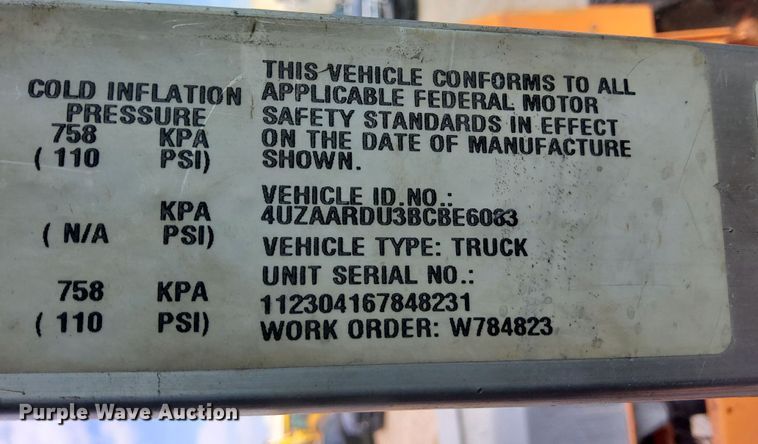 COLD INFLATION
PRESSURE
758 KPA
( 110 PSI)
KPA
( N/A PSI)
758 KPA
( 110 PSI)
THIS VEHICLE CONFORMS TO ALL
APPLICABLE FEDERAL MOTOR
SAFETY STANDARDS IN EFFECT
ON THE DATE OF MANUFACTURE
SHOWN.
VEHICLE ID.NO.:
4UZAARDU3BCBE6083
VEHICLE TYPE: TRUCK
UNIT SERIAL NO.:
112304167848231
WORK ORDER: W784823
Purple Wave Auction